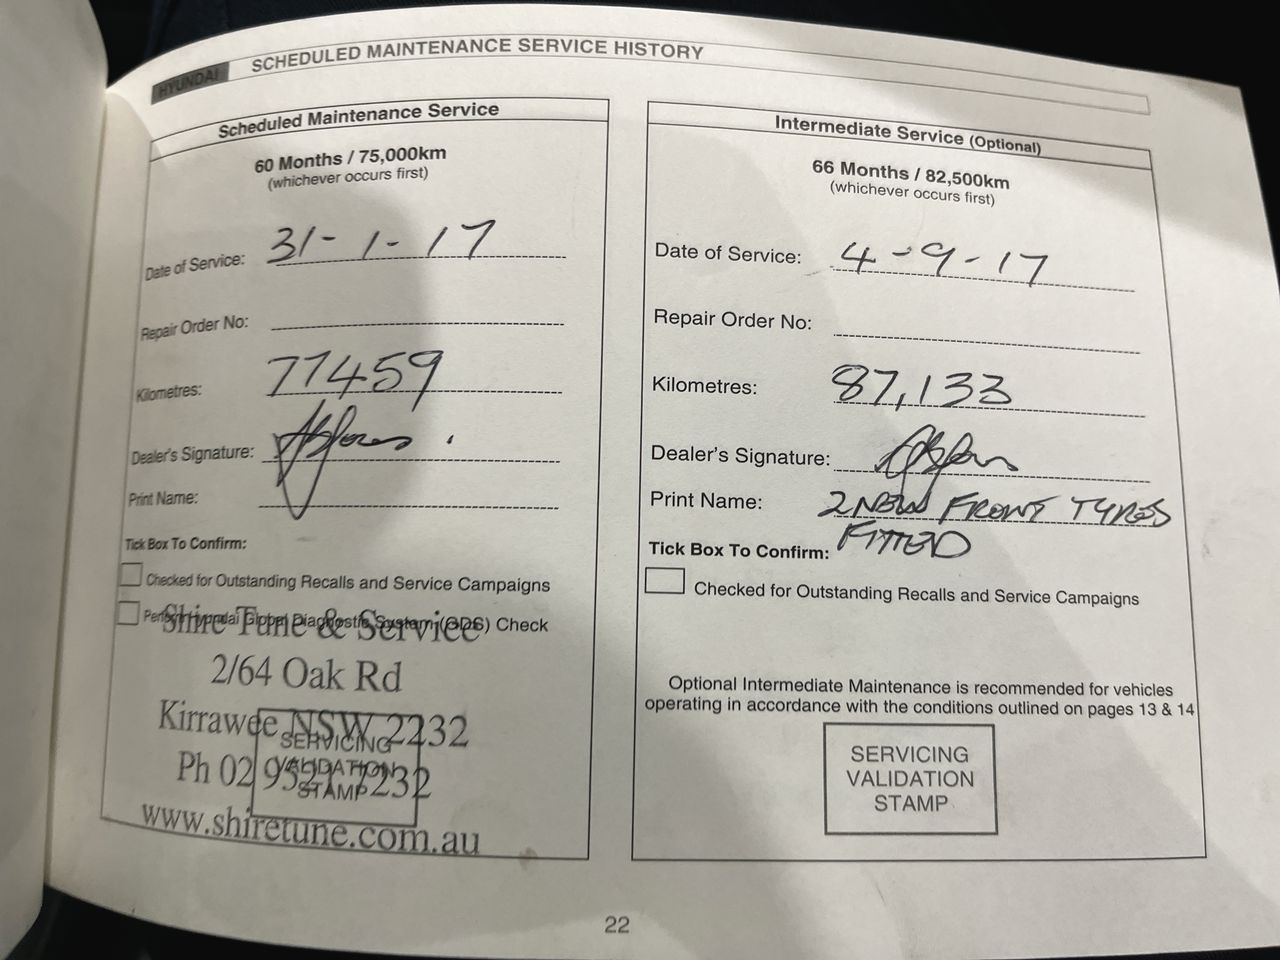 HYUNDAI
SCHEDULED MAINTENANCE SERVICE HISTORY
Scheduled Maintenance Service
60 Months / 75,000km
(whichever occurs first)
Date of Service: 31-1-17
Repair Order No:
Kilometres: 77459
Dealer's Signature:
Print Name:
Tick Box To Confirm:
Checked for Outstanding Recalls and Service Campaigns
Perform Hyundai Global Diagnostic System (GDS) Check
Shire Tune & Service
2/64 Oak Rd
Kirrawee NSW 2232
Ph 02 7232
www.shiretune.com.au
SERVICING
VALIDATION
STAMP
Intermediate Service (Optional)
66 Months / 82,500km
(whichever occurs first)
Date of Service: 4-9-17
Repair Order No:
Kilometres: 87,133
Dealer's Signature:
Print Name: 2 NEW FRONT TYRES
FITTED
Tick Box To Confirm:
Checked for Outstanding Recalls and Service Campaigns
Optional Intermediate Maintenance is recommended for vehicles
operating in accordance with the conditions outlined on pages 13 & 14
SERVICING
VALIDATION
STAMP
22